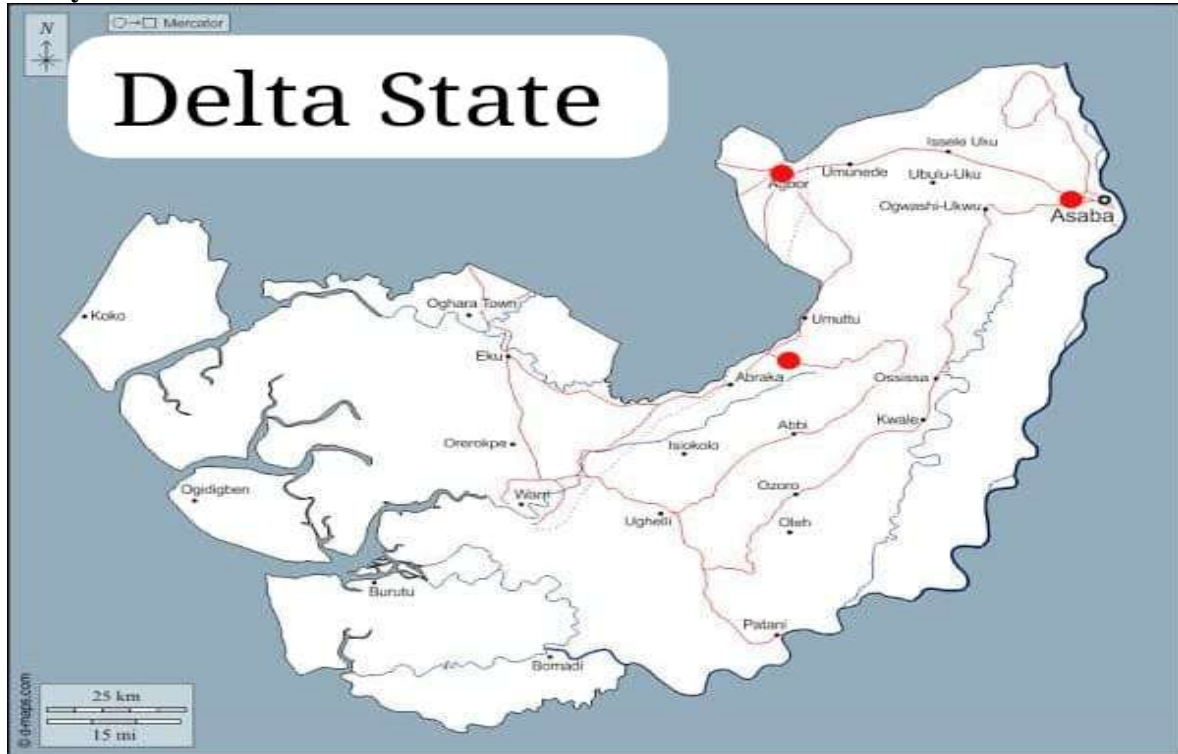 N
Mercator
Delta State
Issele Uku
Agbor
Umunede
Ubulu-Uku
Ogwashi-Ukwu
Asaba
Koko
Oghara Town
Umuttu
Eku
Abraka
Ossissa
Orerokpe
Isiokolo
Abbi
Kwale
Ogidigben
Warri
Ozoro
Ughelli
Oleh
Burutu
Patani
Bomadi
25 km
15 mi
© d-maps.com